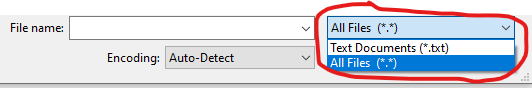 File name: All Files (*.*)
Text Documents (*.txt)
Encoding: Auto-Detect All Files (*.*)